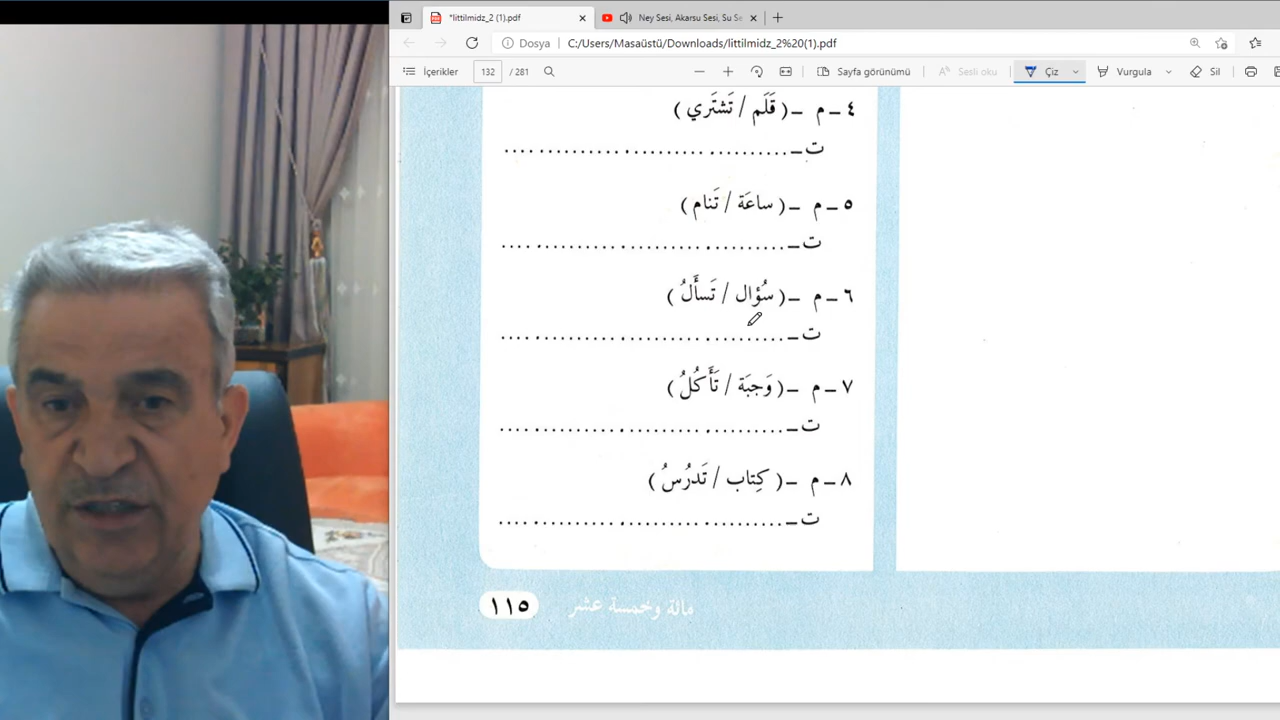 *littilmidz_2 (1).pdf
Ney Sesi, Akarsu Sesi, Su Se
Dosya
C:/Users/Masaüstü/Downloads/littilmidz_2%20(1).pdf
İçerikler
132 / 281
Sayfa görünümü
Sesli oku
Çiz
Vurgula
Sil
٤ – م – ( قَلَم / تَشتَري )
ت – ................................
٥ – م – ( ساعَة / تَنام )
ت – ................................
٦ – م – ( سُؤال / تَسأَلُ )
ت – ................................
٧ – م – ( وَجبَة / تَأكُلُ )
ت – ................................
٨ – م – ( كِتاب / تَدرُسُ )
ت – ................................
١١٥ مائة وخمسة عشر